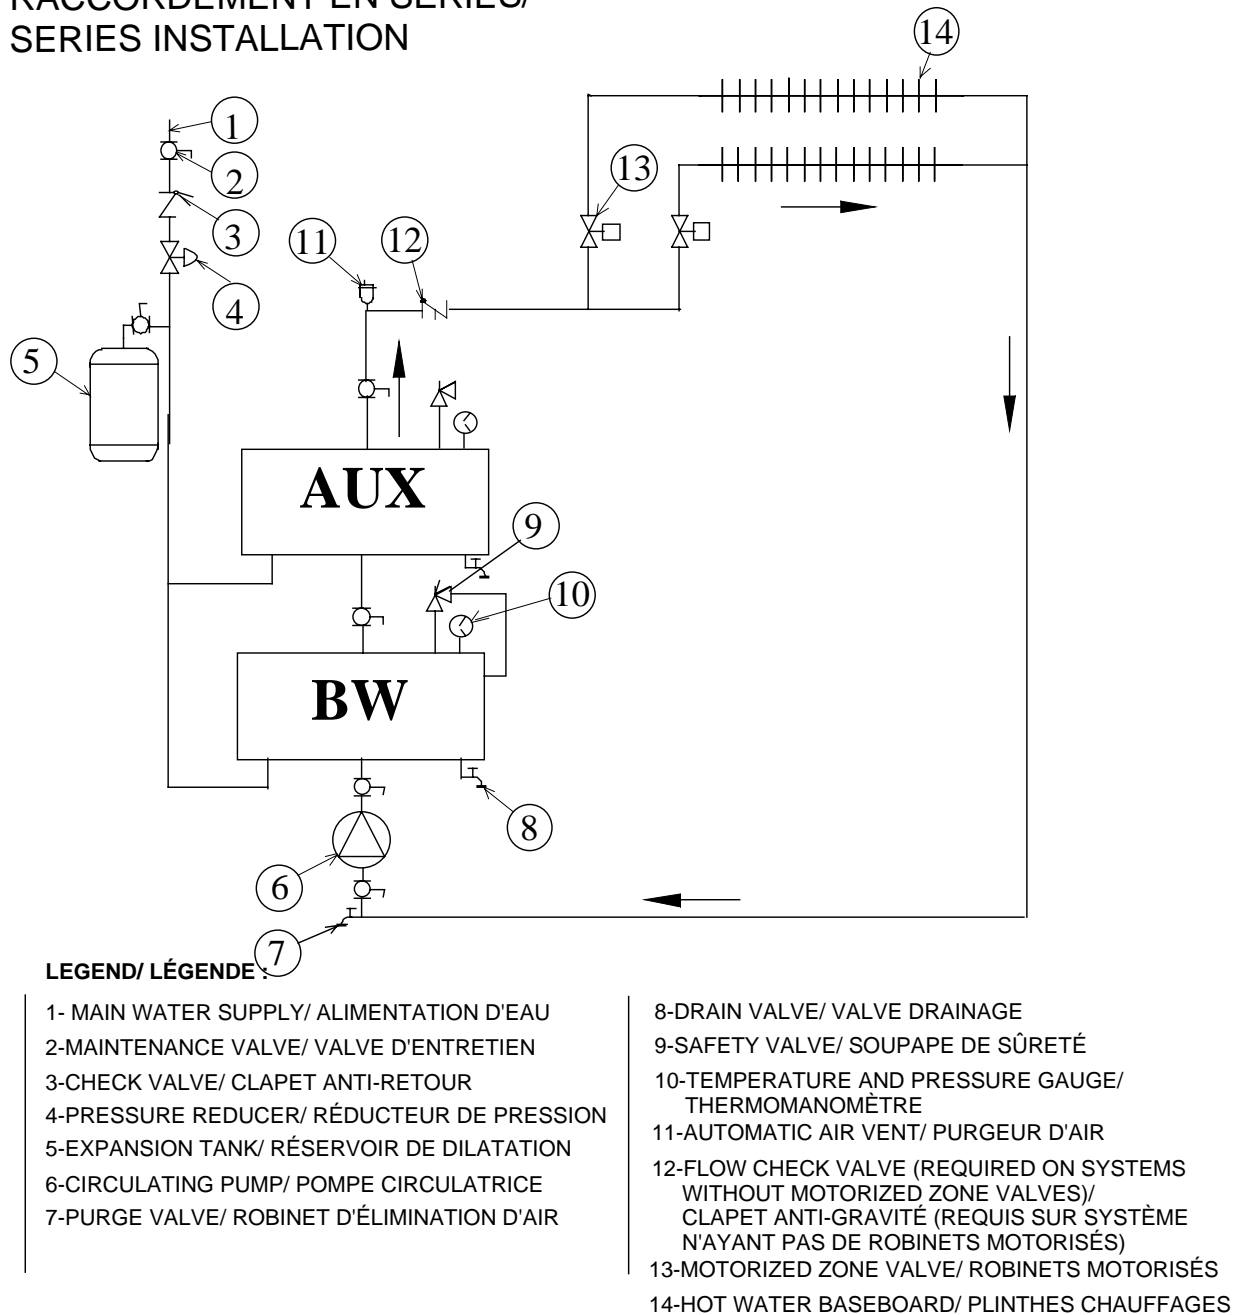 RACCORDEMENT EN SÉRIES/
SERIES INSTALLATION
14
1
2
13
3
11
12
4
5
AUX
9
10
BW
8
6
7
LEGEND/ LÉGENDE :
1- MAIN WATER SUPPLY/ ALIMENTATION D'EAU
2-MAINTENANCE VALVE/ VALVE D'ENTRETIEN
3-CHECK VALVE/ CLAPET ANTI-RETOUR
4-PRESSURE REDUCER/ RÉDUCTEUR DE PRESSION
5-EXPANSION TANK/ RÉSERVOIR DE DILATATION
6-CIRCULATING PUMP/ POMPE CIRCULATRICE
7-PURGE VALVE/ ROBINET D'ÉLIMINATION D'AIR
8-DRAIN VALVE/ VALVE DRAINAGE
9-SAFETY VALVE/ SOUPAPE DE SÛRETÉ
10-TEMPERATURE AND PRESSURE GAUGE/
THERMOMANOMÈTRE
11-AUTOMATIC AIR VENT/ PURGEUR D'AIR
12-FLOW CHECK VALVE (REQUIRED ON SYSTEMS
WITHOUT MOTORIZED ZONE VALVES)/
CLAPET ANTI-GRAVITÉ (REQUIS SUR SYSTÈME
N'AYANT PAS DE ROBINETS MOTORISÉS)
13-MOTORIZED ZONE VALVE/ ROBINETS MOTORISÉS
14-HOT WATER BASEBOARD/ PLINTHES CHAUFFAGES